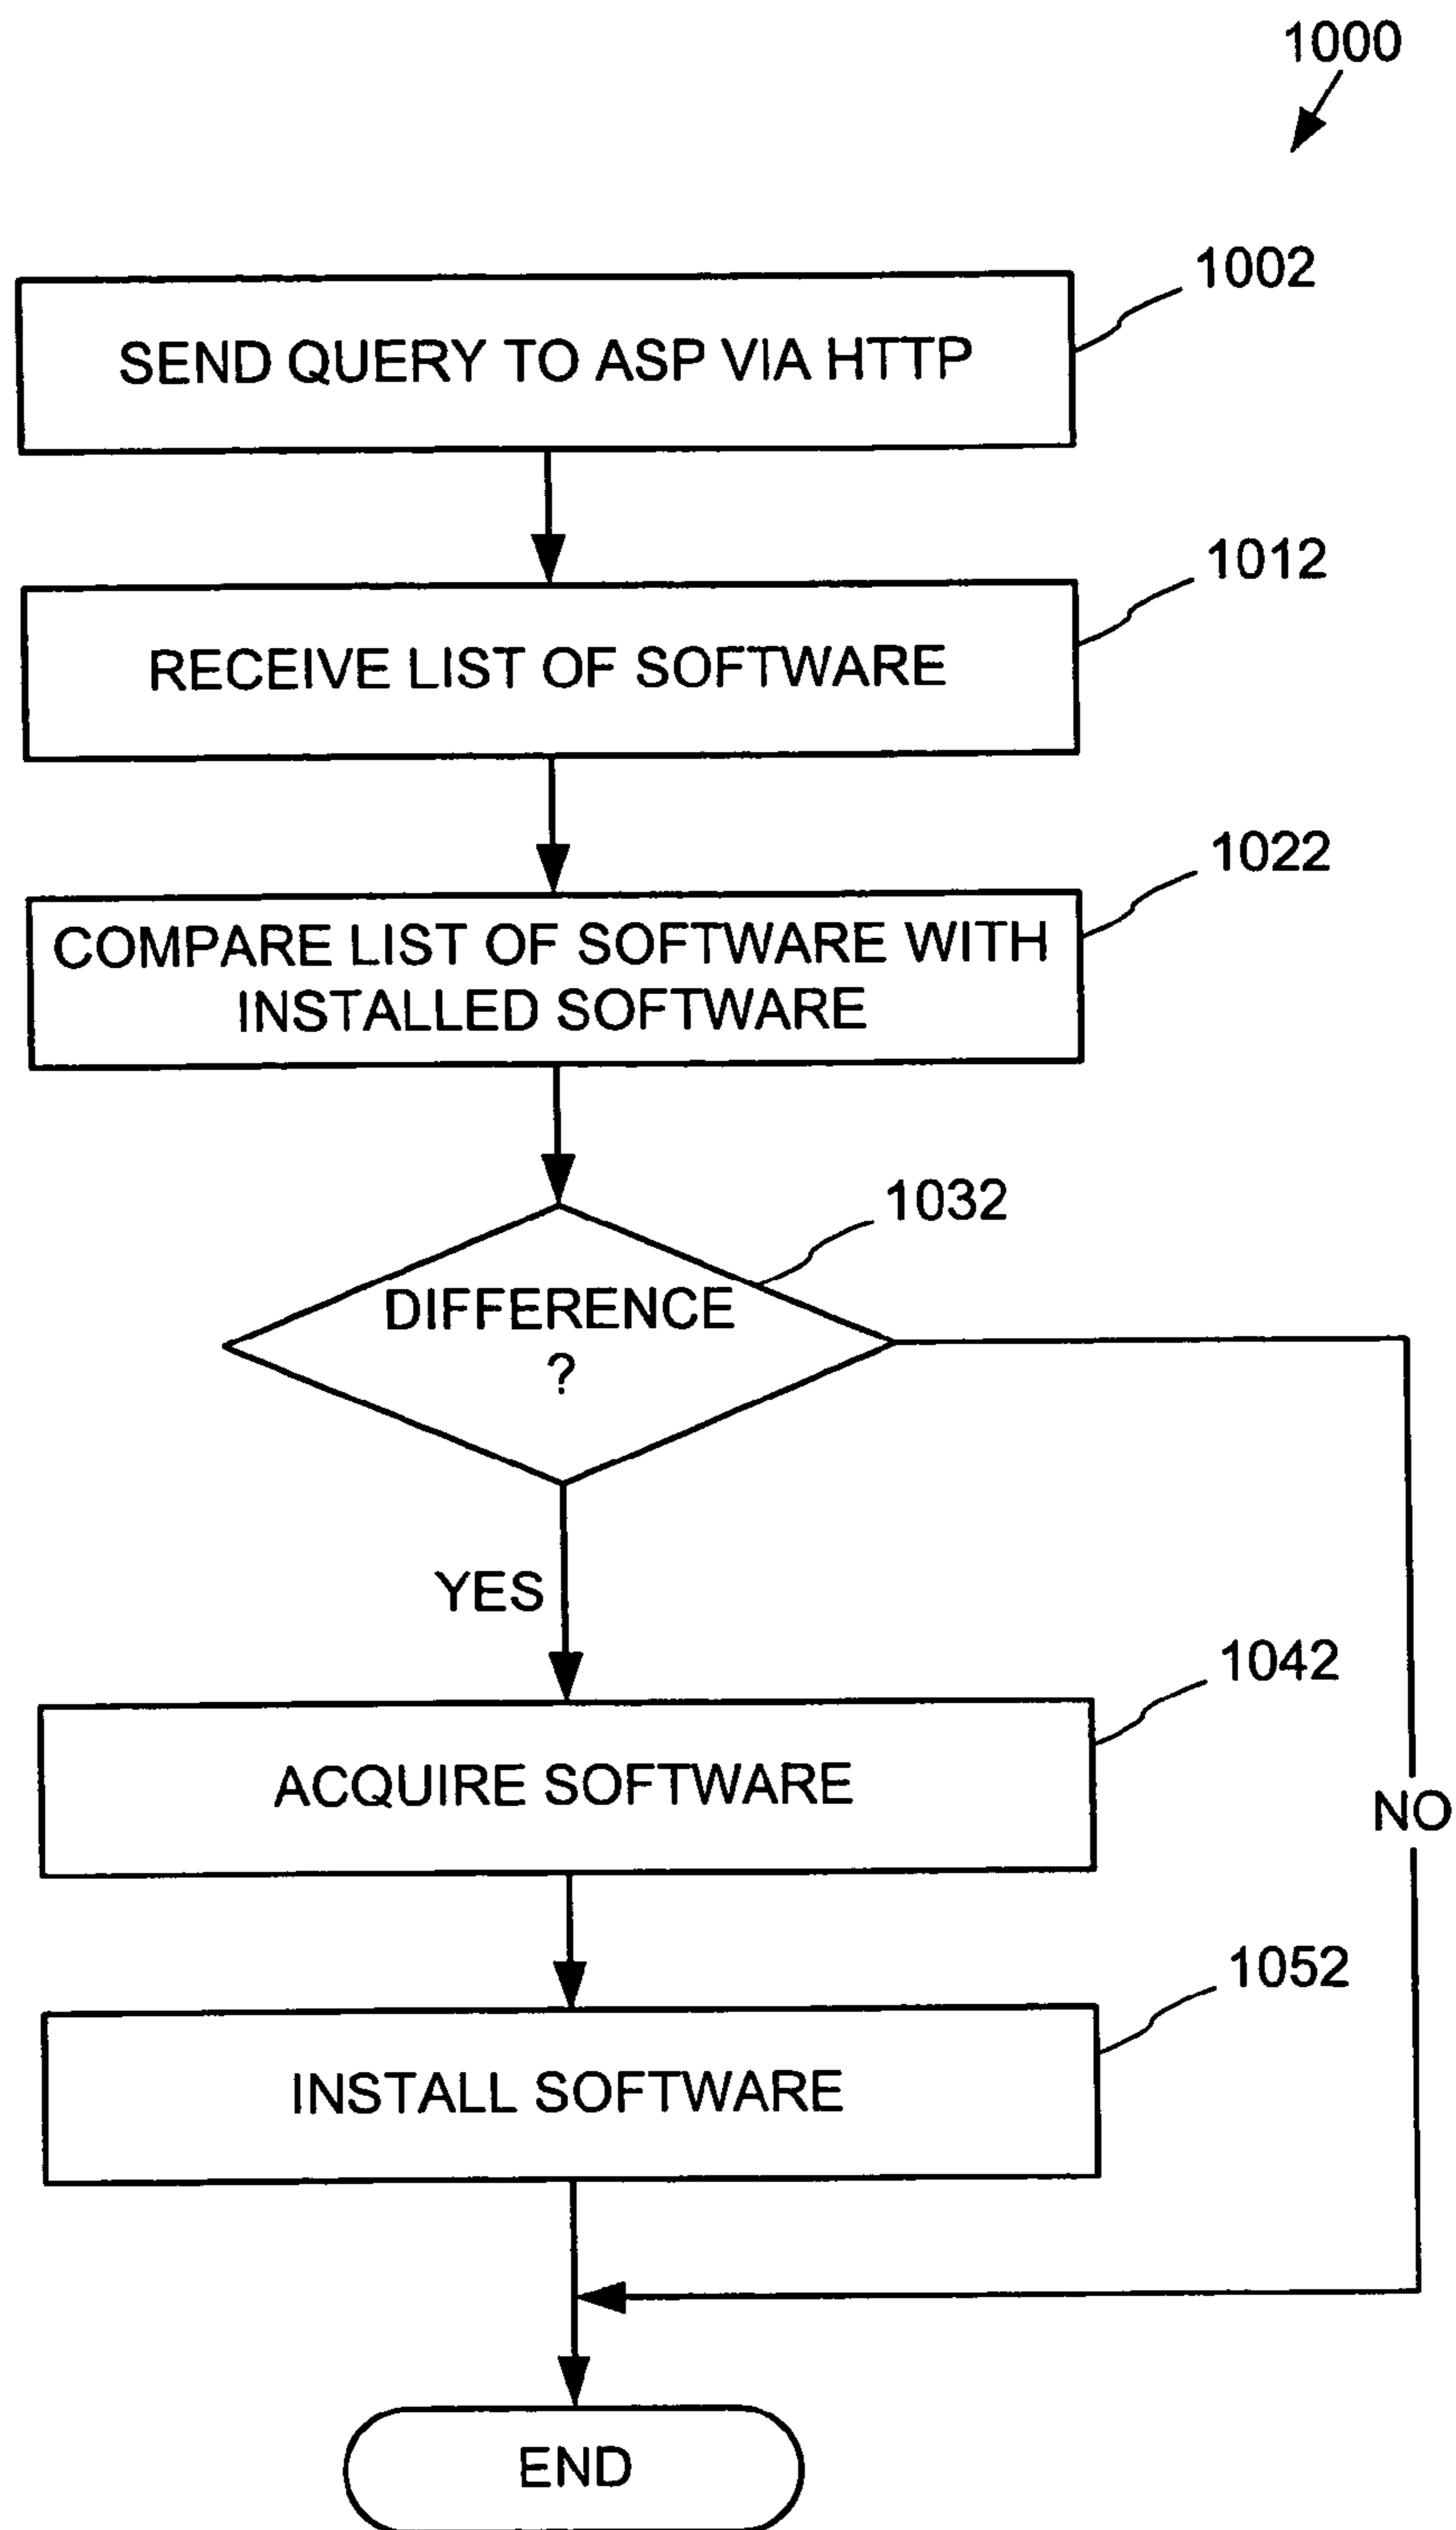 1000
1002
SEND QUERY TO ASP VIA HTTP
1012
RECEIVE LIST OF SOFTWARE
1022
COMPARE LIST OF SOFTWARE WITH
INSTALLED SOFTWARE
1032
DIFFERENCE
?
YES
1042
ACQUIRE SOFTWARE
NO
1052
INSTALL SOFTWARE
END